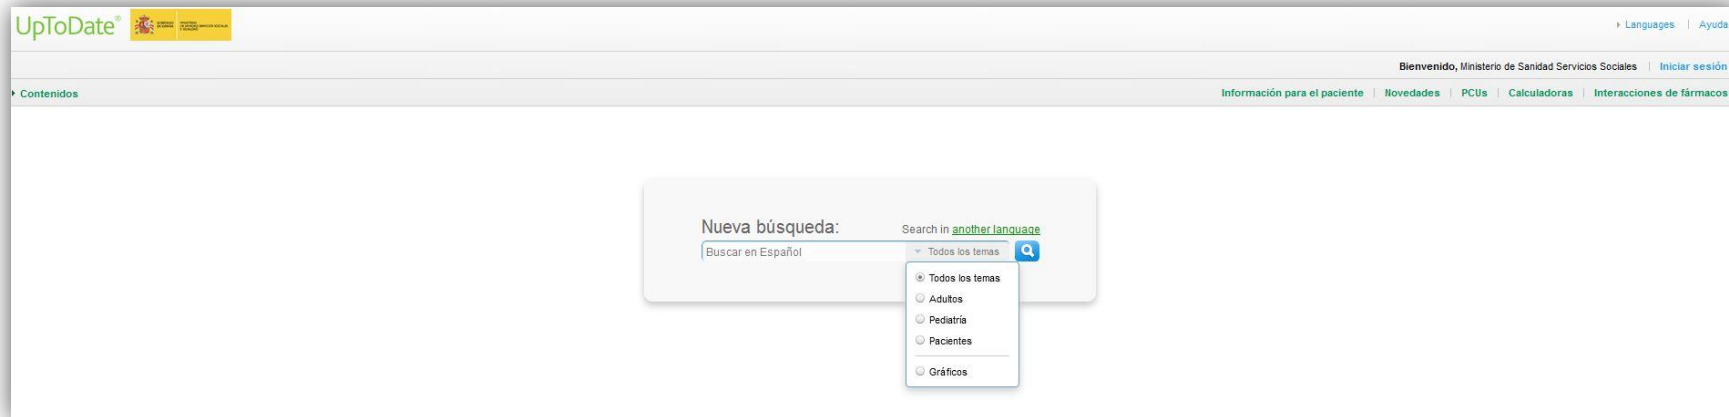 UpToDate®
Languages | Ayuda
Bienvenido, Ministerio de Sanidad Servicios Sociales | Iniciar sesión
Contenidos
Información para el paciente | Novedades | PCUs | Calculadoras | Interacciones de fármacos
Nueva búsqueda: Search in another language
Buscar en Español Todos los temas
Todos los temas
Adultos
Pediatría
Pacientes
Gráficos